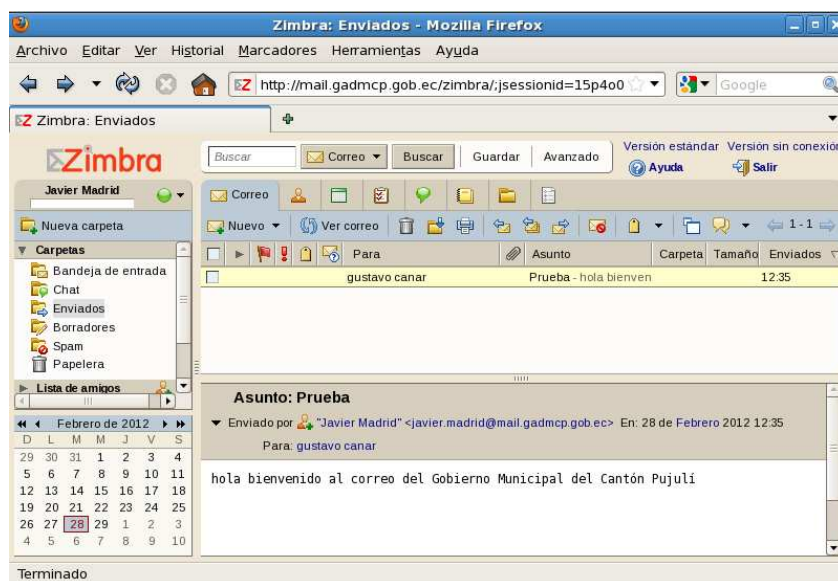 Zimbra: Enviados - Mozilla Firefox
Archivo Editar Ver Historial Marcadores Herramientas Ayuda
http://mail.gadmcp.gob.ec/zimbra/;jsessionid=15p4o0 Google
Zimbra: Enviados
Zimbra
Buscar Correo Buscar Guardar Avanzado
Versión estándar Versión sin conexión
Ayuda Salir
Javier Madrid
Correo
Nueva carpeta
Nuevo Ver correo 1-1
Carpetas
Para Asunto Carpeta Tamaño Enviados
gustavo canar Prueba - hola bienven 12:35
Bandeja de entrada
Chat
Enviados
Borradores
Spam
Papelera
Lista de amigos
Febrero de 2012
D L M M J V S
29 30 31 1 2 3 4
5 6 7 8 9 10 11
12 13 14 15 16 17 18
19 20 21 22 23 24 25
26 27 28 29 1 2 3
4 5 6 7 8 9 10
Asunto: Prueba
Enviado por "Javier Madrid" <javier.madrid@mail.gadmcp.gob.ec> En: 28 de Febrero 2012 12:35
Para: gustavo canar
hola bienvenido al correo del Gobierno Municipal del Cantón Pujulí
Terminado